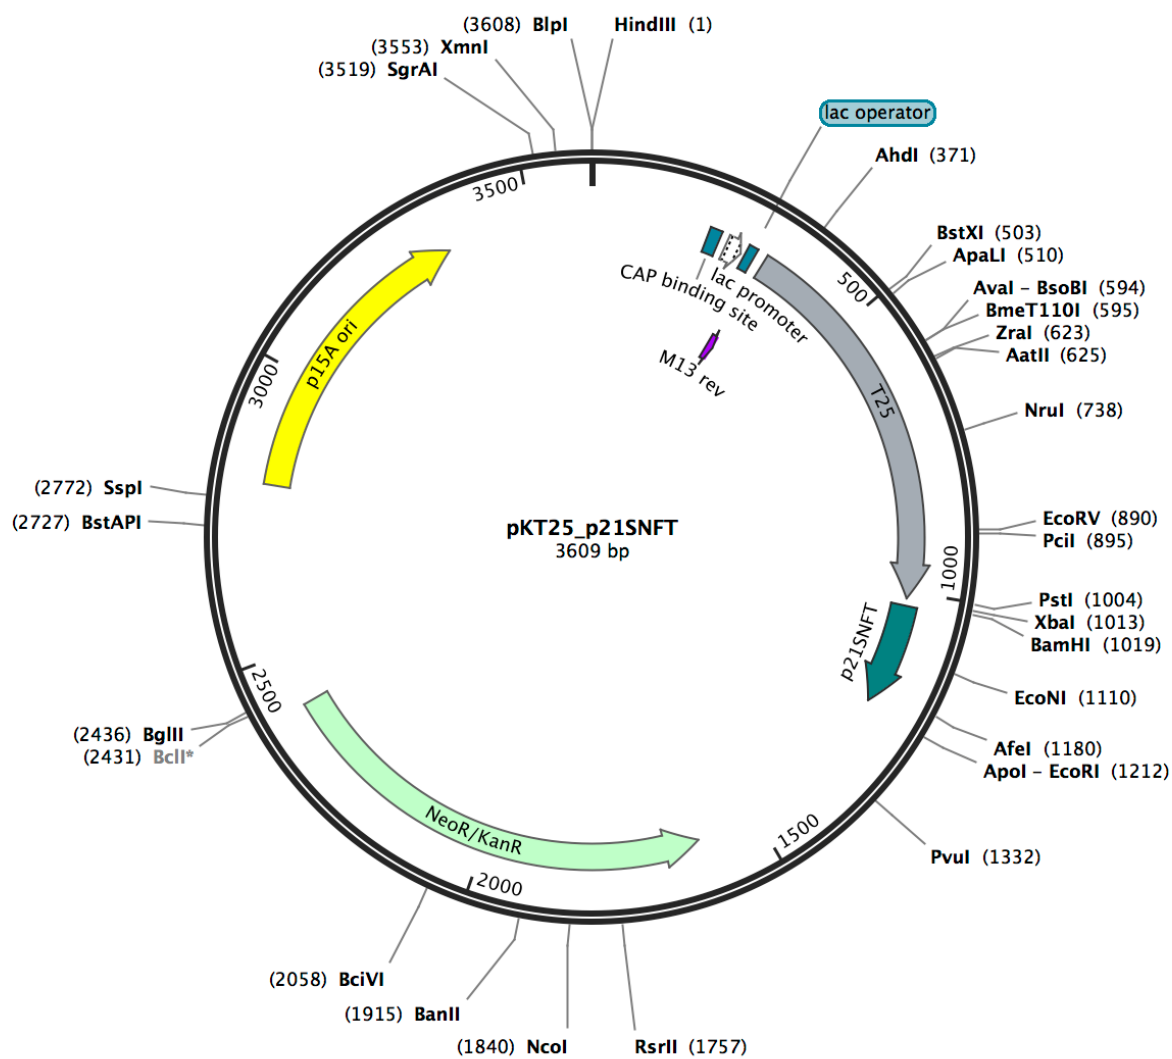 (3608) BlpI
HindIII (1)
(3553) XmnI
(3519) SgrAI
lac operator
AhdI (371)
BstXI (503)
ApaLI (510)
AvaI – BsoBI (594)
BmeT110I (595)
ZraI (623)
AatII (625)
NruI (738)
EcoRV (890)
PciI (895)
PstI (1004)
XbaI (1013)
BamHI (1019)
EcoNI (1110)
AfeI (1180)
ApoI – EcoRI (1212)
PvuI (1332)
RsrII (1757)
(1840) NcoI
(1915) BanII
(2058) BciVI
(2431) BclI*
(2436) BglII
(2727) BstAPI
(2772) SspI
3500
500
1000
1500
2000
2500
3000
CAP binding site
lac promoter
M13 rev
T25
p21SNFT
NeoR/KanR
p15A ori
pKT25_p21SNFT
3609 bp